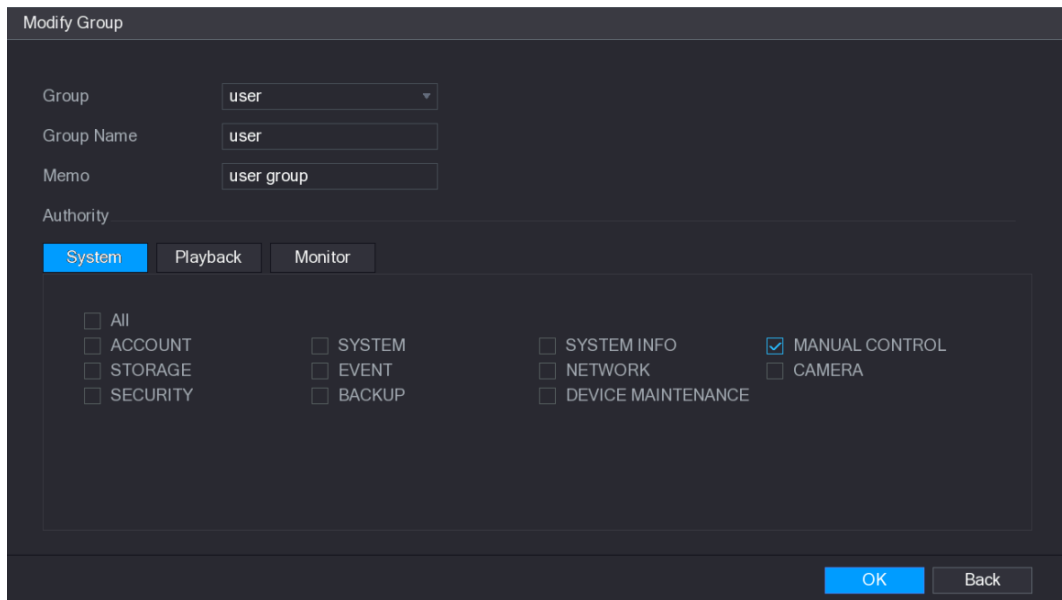 Modify Group
Group user
Group Name user
Memo user group
Authority
System Playback Monitor
All
ACCOUNT SYSTEM SYSTEM INFO MANUAL CONTROL
STORAGE EVENT NETWORK CAMERA
SECURITY BACKUP DEVICE MAINTENANCE
OK Back